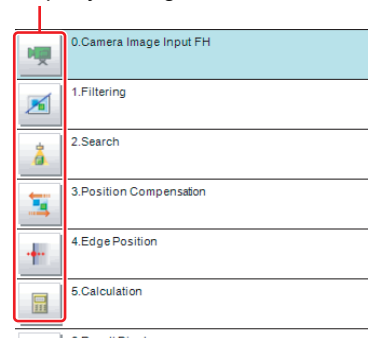 0.Camera Image Input FH
1.Filtering
2.Search
3.Position Compensation
4.Edge Position
5.Calculation